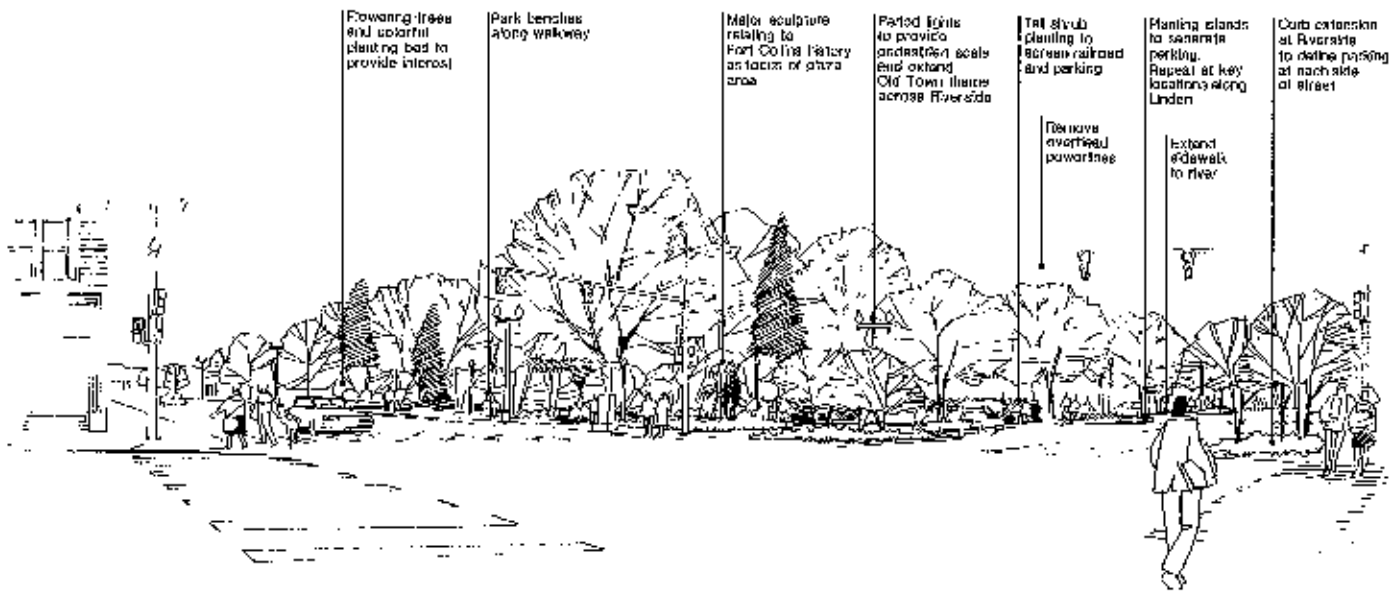 Flowering trees
and colorful
planting bed to
provide interest
Park benches
along walkway
Major sculpture
relating to
Fort Collins history
as focus of plaza
area
Period lights
to provide
pedestrian scale
and extend
Old Town theme
across Riverside
Tall shrub
planting to
screen railroad
and parking
Remove
overhead
powerlines
Planting islands
to separate
parking.
Repeat at key
locations along
Linden
Extend
sidewalk
to river
Curb extension
at Riverside
to define parking
at each side
of street